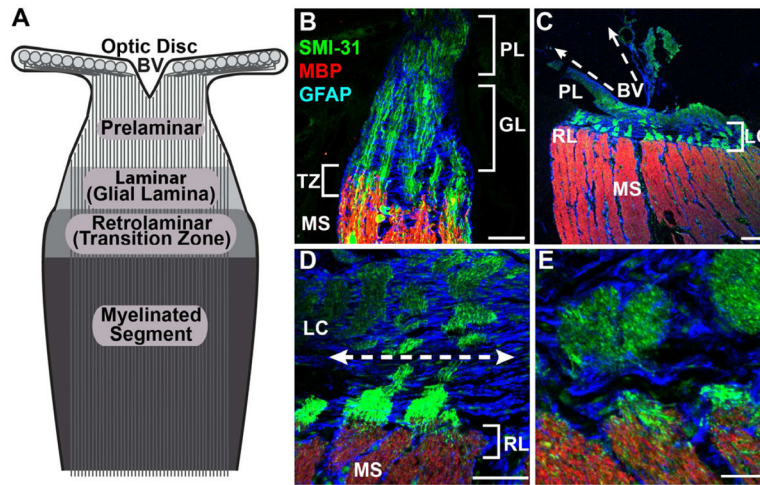 A
Optic Disc
BV
Prelaminar
Laminar
(Glial Lamina)
Retrolaminar
(Transition Zone)
Myelinated
Segment
B
SMI-31
MBP
GFAP
PL
GL
TZ
MS
C
PL
BV
RL
LC
MS
D
LC
RL
MS
E